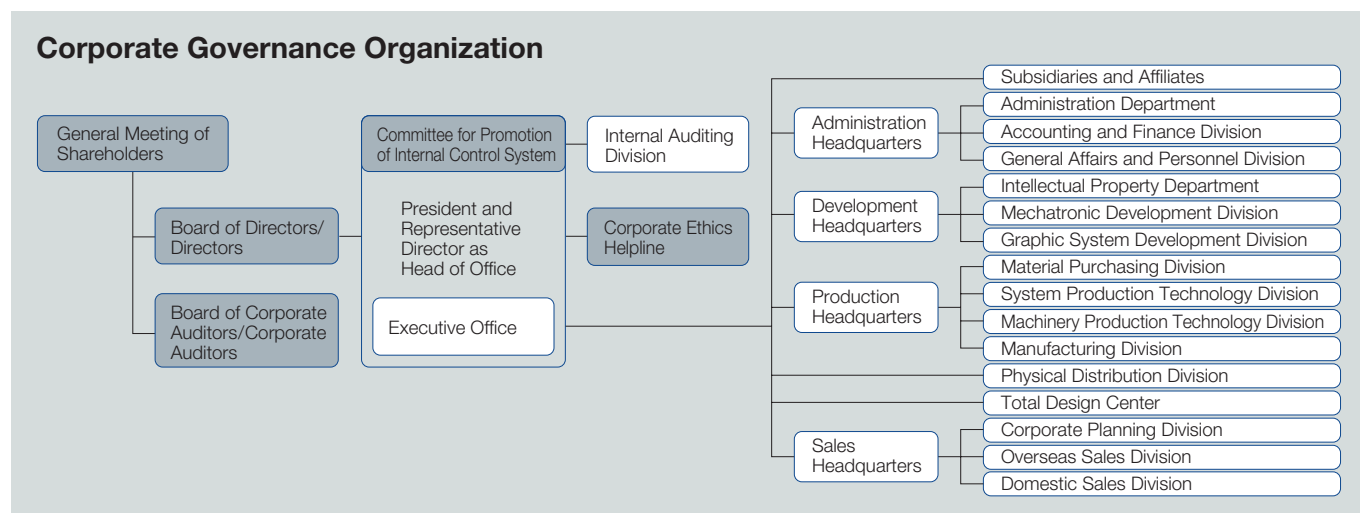 Corporate Governance Organization
General Meeting of
Shareholders
Board of Directors/
Directors
Board of Corporate
Auditors/Corporate
Auditors
Committee for Promotion
of Internal Control System
President and
Representative
Director as
Head of Office
Executive Office
Internal Auditing
Division
Corporate Ethics
Helpline
Subsidiaries and Affiliates
Administration
Headquarters
Administration Department
Accounting and Finance Division
General Affairs and Personnel Division
Development
Headquarters
Intellectual Property Department
Mechatronic Development Division
Graphic System Development Division
Production
Headquarters
Material Purchasing Division
System Production Technology Division
Machinery Production Technology Division
Manufacturing Division
Physical Distribution Division
Total Design Center
Sales
Headquarters
Corporate Planning Division
Overseas Sales Division
Domestic Sales Division